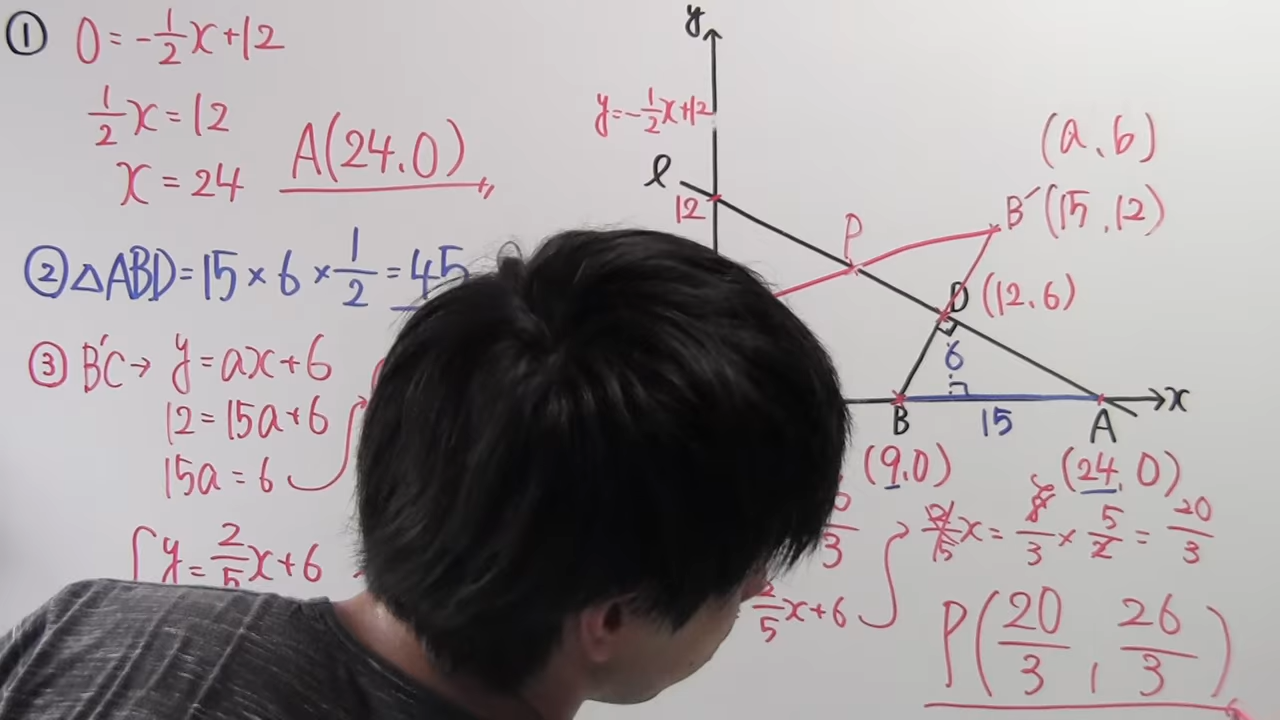 ① 0=-1/2x+12
1/2x=12
x=24 A(24.0)
②△ABD=15×6×1/2=45
③B'C→ y=ax+6
12=15a+6
15a=6
y=2/5x+6
y
y=-1/2x+12
ℓ
12
P
(a、b)
B'(15,12)
D (12.6)
6
B 15 A x
(9.0) (24.0)
x=8/3×5/2=20/3
2/5x+6
P(20/3, 26/3)